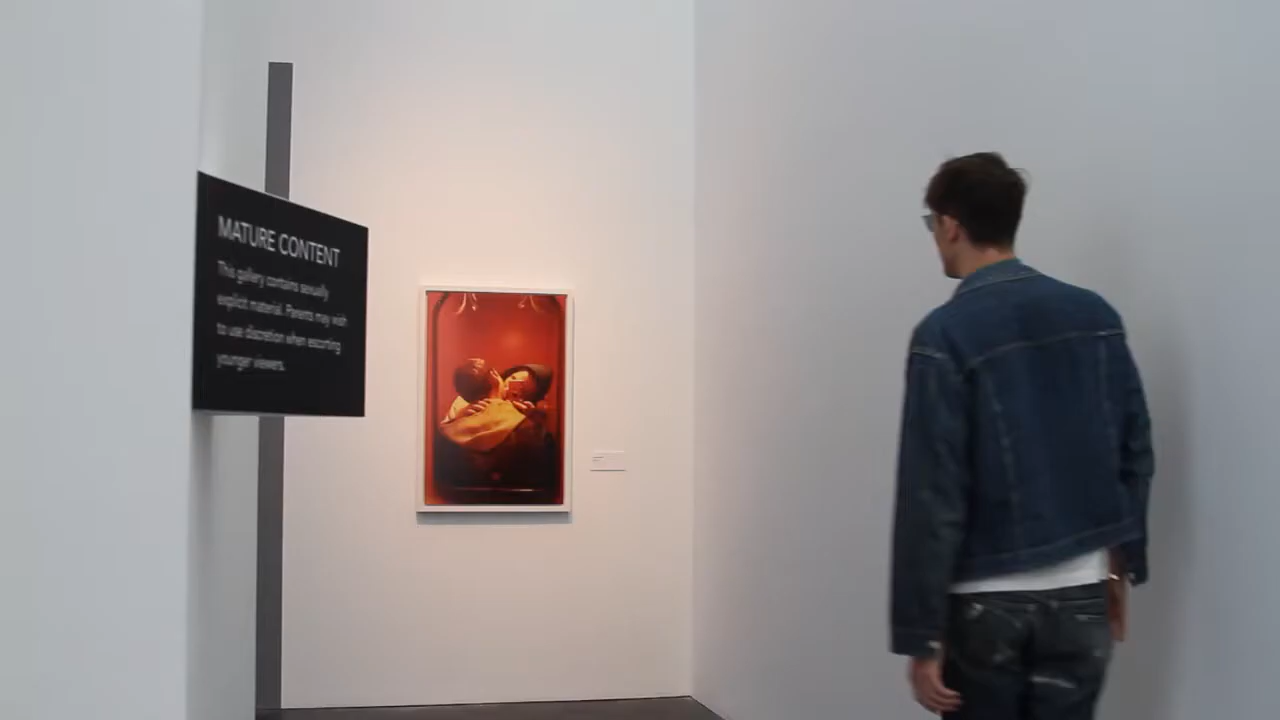 MATURE CONTENT
This gallery contains sexually
explicit material. Parents may wish
to use discretion when escorting
younger viewers.